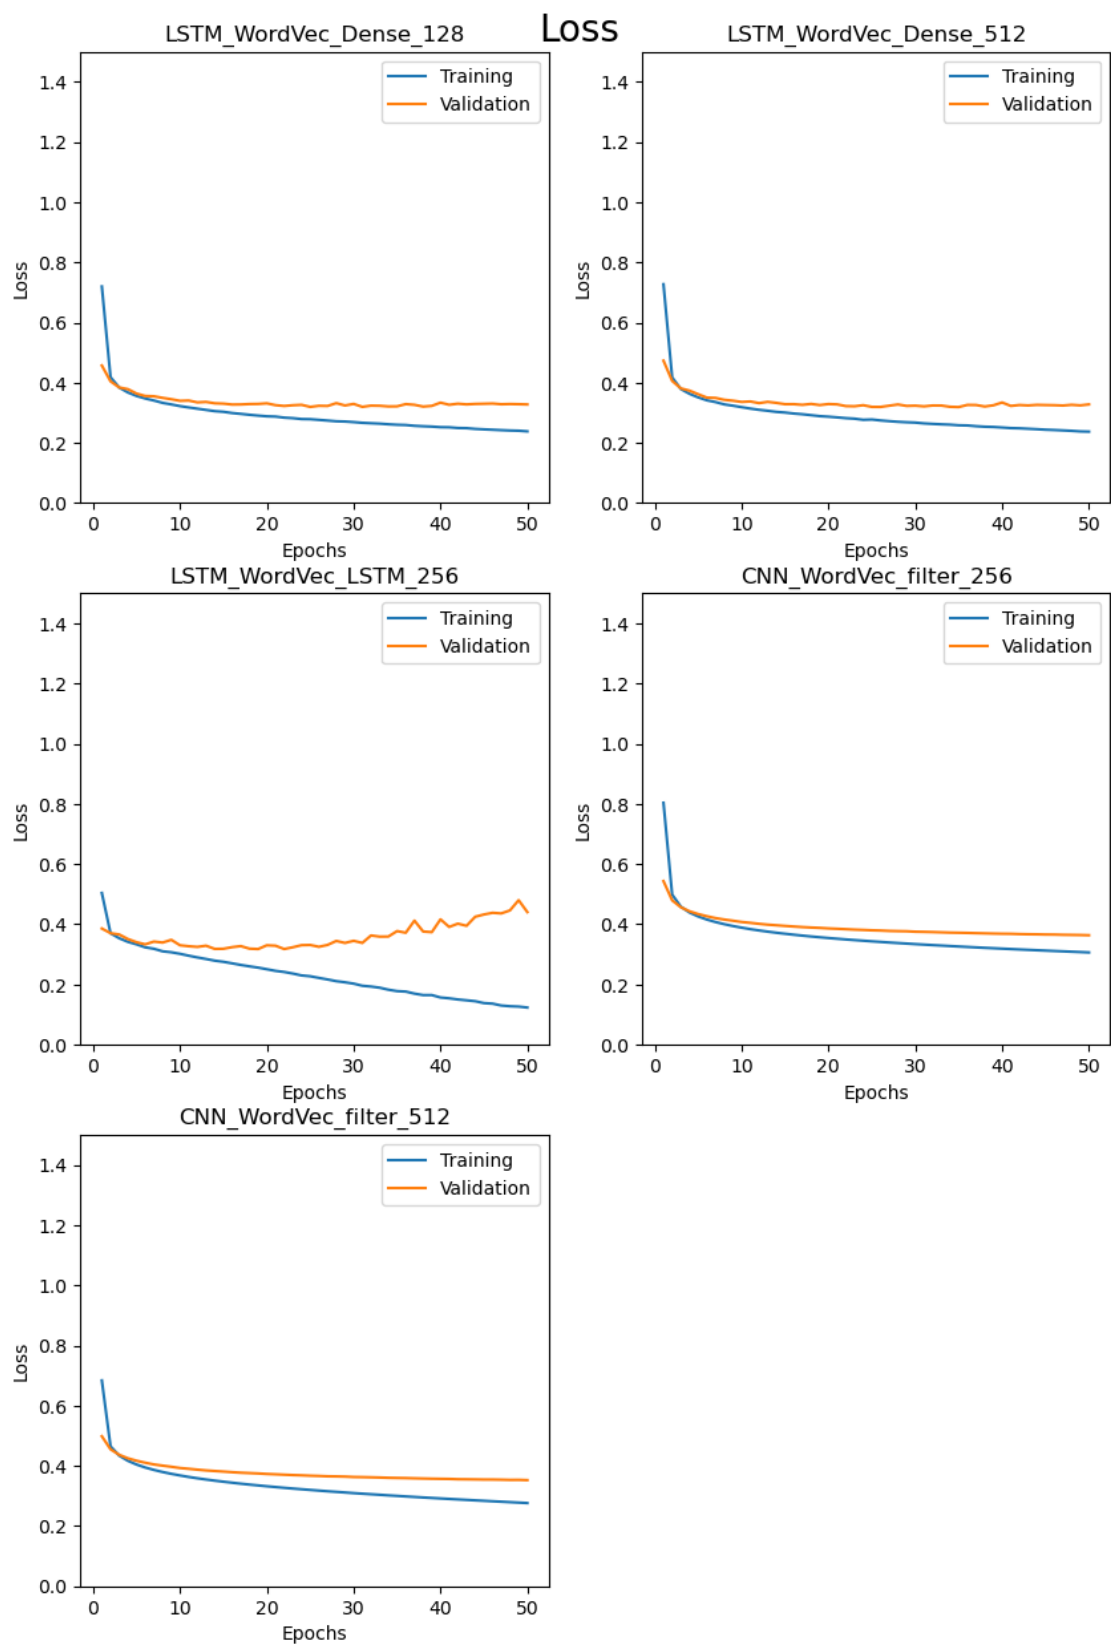 Loss
LSTM_WordVec_Dense_128
Training
Validation
1.4
1.2
1.0
0.8
0.6
0.4
0.2
0.0
Loss
0 10 20 30 40 50
Epochs
LSTM_WordVec_Dense_512
Training
Validation
1.4
1.2
1.0
0.8
0.6
0.4
0.2
0.0
Loss
0 10 20 30 40 50
Epochs
LSTM_WordVec_LSTM_256
Training
Validation
1.4
1.2
1.0
0.8
0.6
0.4
0.2
0.0
Loss
0 10 20 30 40 50
Epochs
CNN_WordVec_filter_256
Training
Validation
1.4
1.2
1.0
0.8
0.6
0.4
0.2
0.0
Loss
0 10 20 30 40 50
Epochs
CNN_WordVec_filter_512
Training
Validation
1.4
1.2
1.0
0.8
0.6
0.4
0.2
0.0
Loss
0 10 20 30 40 50
Epochs